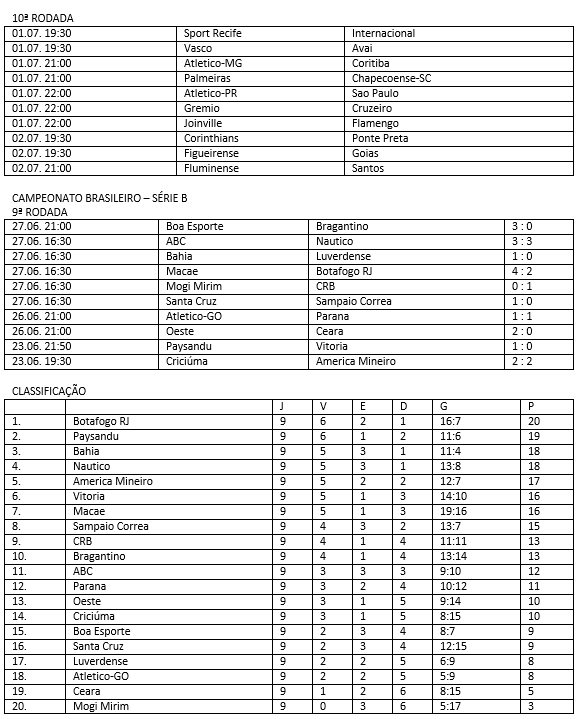 10ª RODADA
01.07. 19:30 Sport Recife Internacional
01.07. 19:30 Vasco Avai
01.07. 21:00 Atletico-MG Coritiba
01.07. 21:00 Palmeiras Chapecoense-SC
01.07. 22:00 Atletico-PR Sao Paulo
01.07. 22:00 Gremio Cruzeiro
01.07. 22:00 Joinville Flamengo
02.07. 19:30 Corinthians Ponte Preta
02.07. 19:30 Figueirense Goias
02.07. 21:00 Fluminense Santos
CAMPEONATO BRASILEIRO – SÉRIE B
9ª RODADA
27.06. 21:00 Boa Esporte Bragantino 3 : 0
27.06. 16:30 ABC Nautico 3 : 3
27.06. 16:30 Bahia Luverdense 1 : 0
27.06. 16:30 Macae Botafogo RJ 4 : 2
27.06. 16:30 Mogi Mirim CRB 0 : 1
27.06. 16:30 Santa Cruz Sampaio Correa 1 : 0
26.06. 21:00 Atletico-GO Parana 1 : 1
26.06. 21:00 Oeste Ceara 2 : 0
23.06. 21:50 Paysandu Vitoria 1 : 0
23.06. 19:30 Criciúma America Mineiro 2 : 2
CLASSIFICAÇÃO
J V E D G P
1. Botafogo RJ 9 6 2 1 16:7 20
2. Paysandu 9 6 1 2 11:6 19
3. Bahia 9 5 3 1 11:4 18
4. Nautico 9 5 3 1 13:8 18
5. America Mineiro 9 5 2 2 12:7 17
6. Vitoria 9 5 1 3 14:10 16
7. Macae 9 5 1 3 19:16 16
8. Sampaio Correa 9 4 3 2 13:7 15
9. CRB 9 4 1 4 11:11 13
10. Bragantino 9 4 1 4 13:14 13
11. ABC 9 3 3 3 9:10 12
12. Parana 9 3 2 4 10:12 11
13. Oeste 9 3 1 5 9:14 10
14. Criciúma 9 3 1 5 8:15 10
15. Boa Esporte 9 2 3 4 8:7 9
16. Santa Cruz 9 2 3 4 12:15 9
17. Luverdense 9 2 2 5 6:9 8
18. Atletico-GO 9 2 2 5 5:9 8
19. Ceara 9 1 2 6 8:15 5
20. Mogi Mirim 9 0 3 6 5:17 3